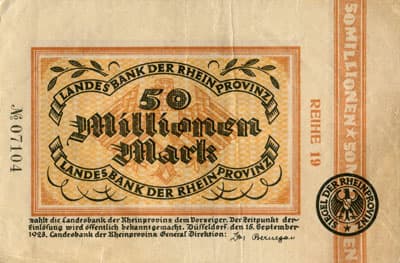 LANDESBANK DER RHEINPROVINZ
50
Millionen
Mark
LANDESBANK DER RHEINPROVINZ
№ 07104
zahlt die Landesbank der Rheinprovinz dem Vorzeiger. Der Zeitpunkt der
Einlösung wird öffentlich bekanntgemacht. Düsseldorf, den 15. September
1923. Landesbank der Rheinprovinz General Direktion:
REIHE 19
50 MILLIONEN ★ 50 MILLIONEN
SIEGEL DER RHEINPROVINZ